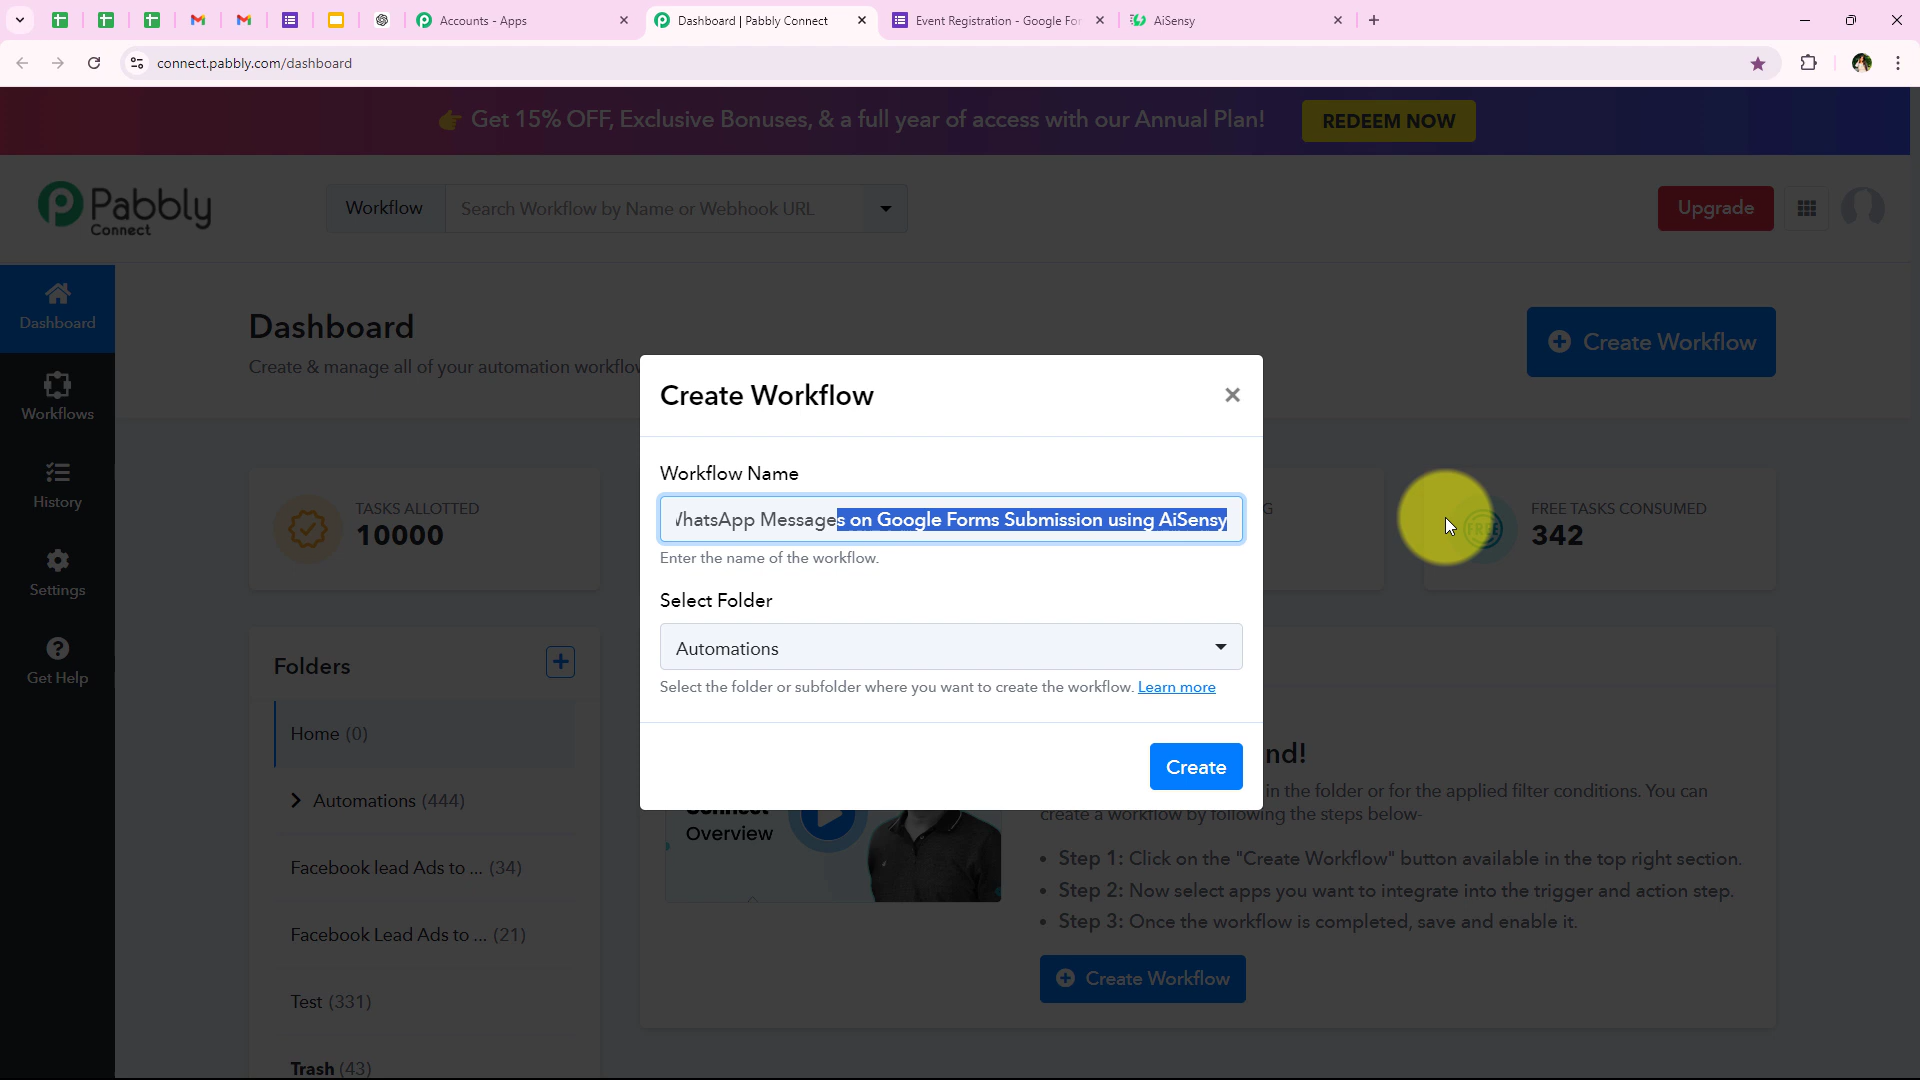 Accounts - Apps
Dashboard | Pabbly Connect
Event Registration - Google For
AiSensy
connect.pabbly.com/dashboard
👉 Get 15% OFF, Exclusive Bonuses, & a full year of access with our Annual Plan!
REDEEM NOW
Pabbly
Connect
Workflow
Search Workflow by Name or Webhook URL
Upgrade
Dashboard
Workflows
History
Settings
Get Help
Dashboard
Create & manage all of your automation workflow
Create Workflow
TASKS ALLOTTED
10000
G
FREE TASKS CONSUMED
342
FREE
Create Workflow
Workflow Name
WhatsApp Messages on Google Forms Submission using AiSensy
Enter the name of the workflow.
Select Folder
Automations
Select the folder or subfolder where you want to create the workflow. Learn more
Create
Folders
Home (0)
Automations (444)
Facebook lead Ads to ... (34)
Facebook Lead Ads to ... (21)
Test (331)
Trash (43)
Connect
Overview
nd!
in the folder or for the applied filter conditions. You can
create a workflow by following the steps below-
• Step 1: Click on the "Create Workflow" button available in the top right section.
• Step 2: Now select apps you want to integrate into the trigger and action step.
• Step 3: Once the workflow is completed, save and enable it.
Create Workflow